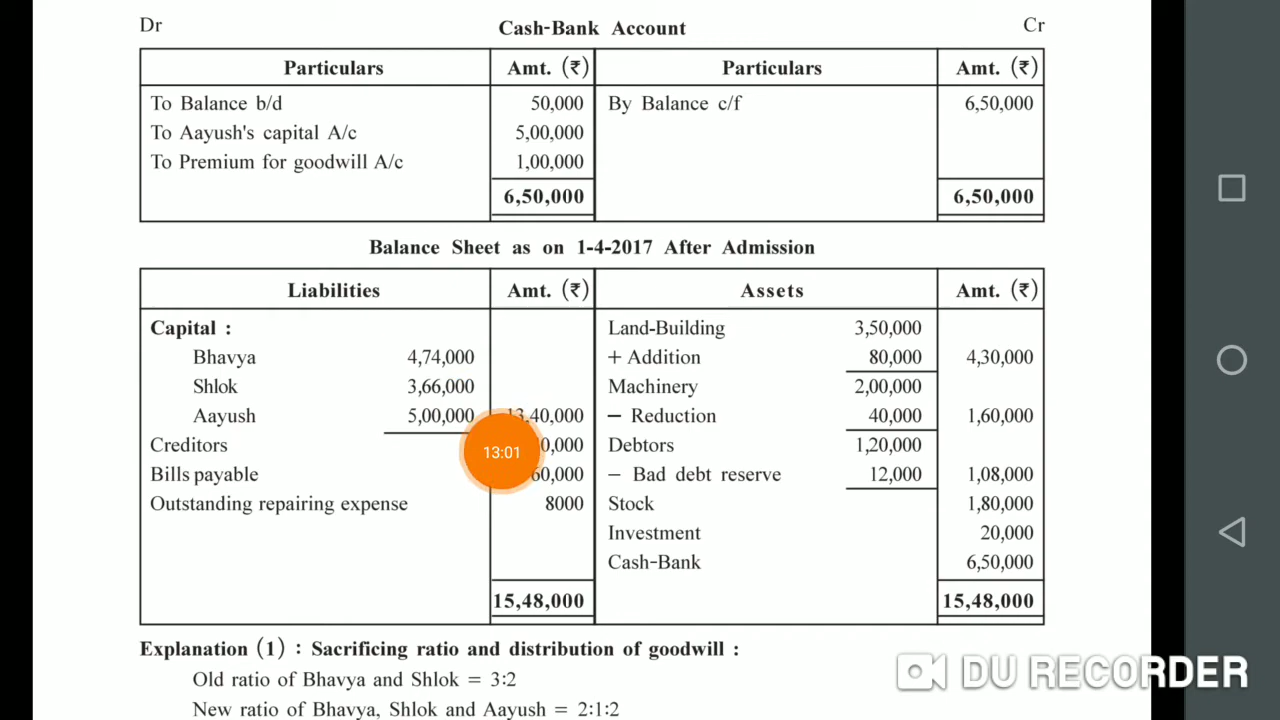 Dr Cash-Bank Account Cr
Particulars Amt. (₹) Particulars Amt. (₹)
To Balance b/d 50,000 By Balance c/f 6,50,000
To Aayush's capital A/c 5,00,000
To Premium for goodwill A/c 1,00,000
6,50,000 6,50,000
Balance Sheet as on 1-4-2017 After Admission
Liabilities Amt. (₹) Assets Amt. (₹)
Capital : Land-Building 3,50,000
Bhavya 4,74,000 + Addition 80,000 4,30,000
Shlok 3,66,000 Machinery 2,00,000
Aayush 5,00,000 13,40,000 − Reduction 40,000 1,60,000
Creditors Debtors 1,20,000
Bills payable 60,000 − Bad debt reserve 12,000 1,08,000
Outstanding repairing expense 8000 Stock 1,80,000
Investment 20,000
Cash-Bank 6,50,000
15,48,000 15,48,000
13:01
Explanation (1) : Sacrificing ratio and distribution of goodwill :
Old ratio of Bhavya and Shlok = 3:2
New ratio of Bhavya, Shlok and Aayush = 2:1:2
DU RECORDER